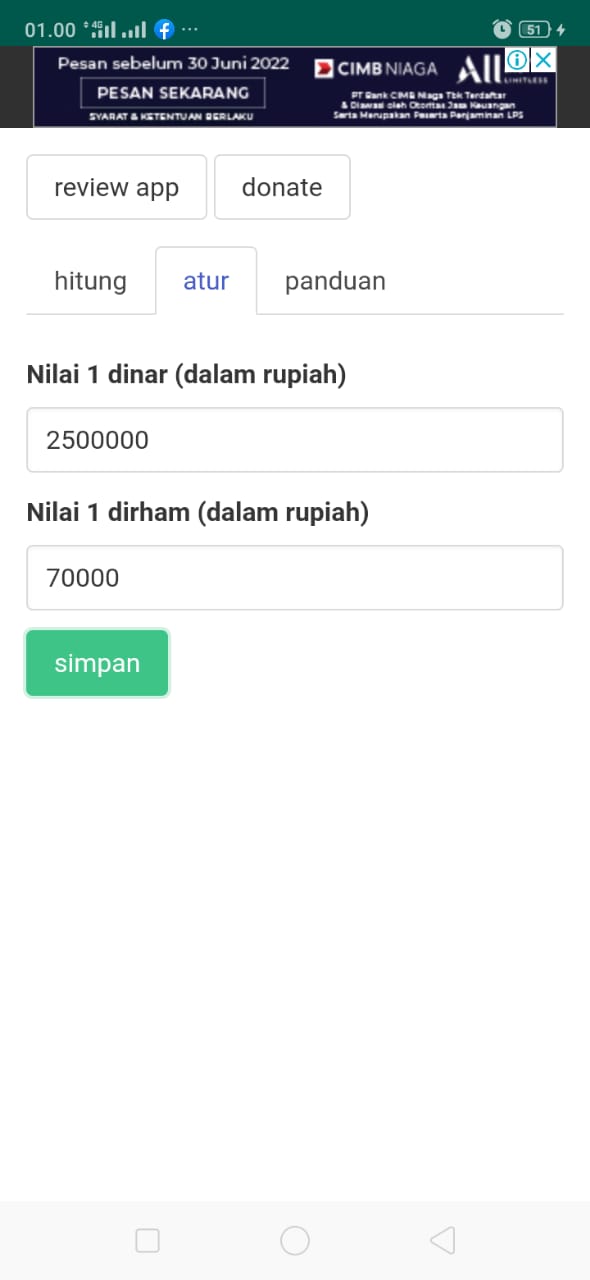 01.00 4G 51
Pesan sebelum 30 Juni 2022
PESAN SEKARANG
SYARAT & KETENTUAN BERLAKU
CIMB NIAGA
All
LIMITLESS
PT Bank CIMB Niaga Tbk Terdaftar
& Diawasi oleh Otoritas Jasa Keuangan
Serta Merupakan Peserta Penjaminan LPS
review app donate
hitung atur panduan
Nilai 1 dinar (dalam rupiah)
2500000
Nilai 1 dirham (dalam rupiah)
70000
simpan